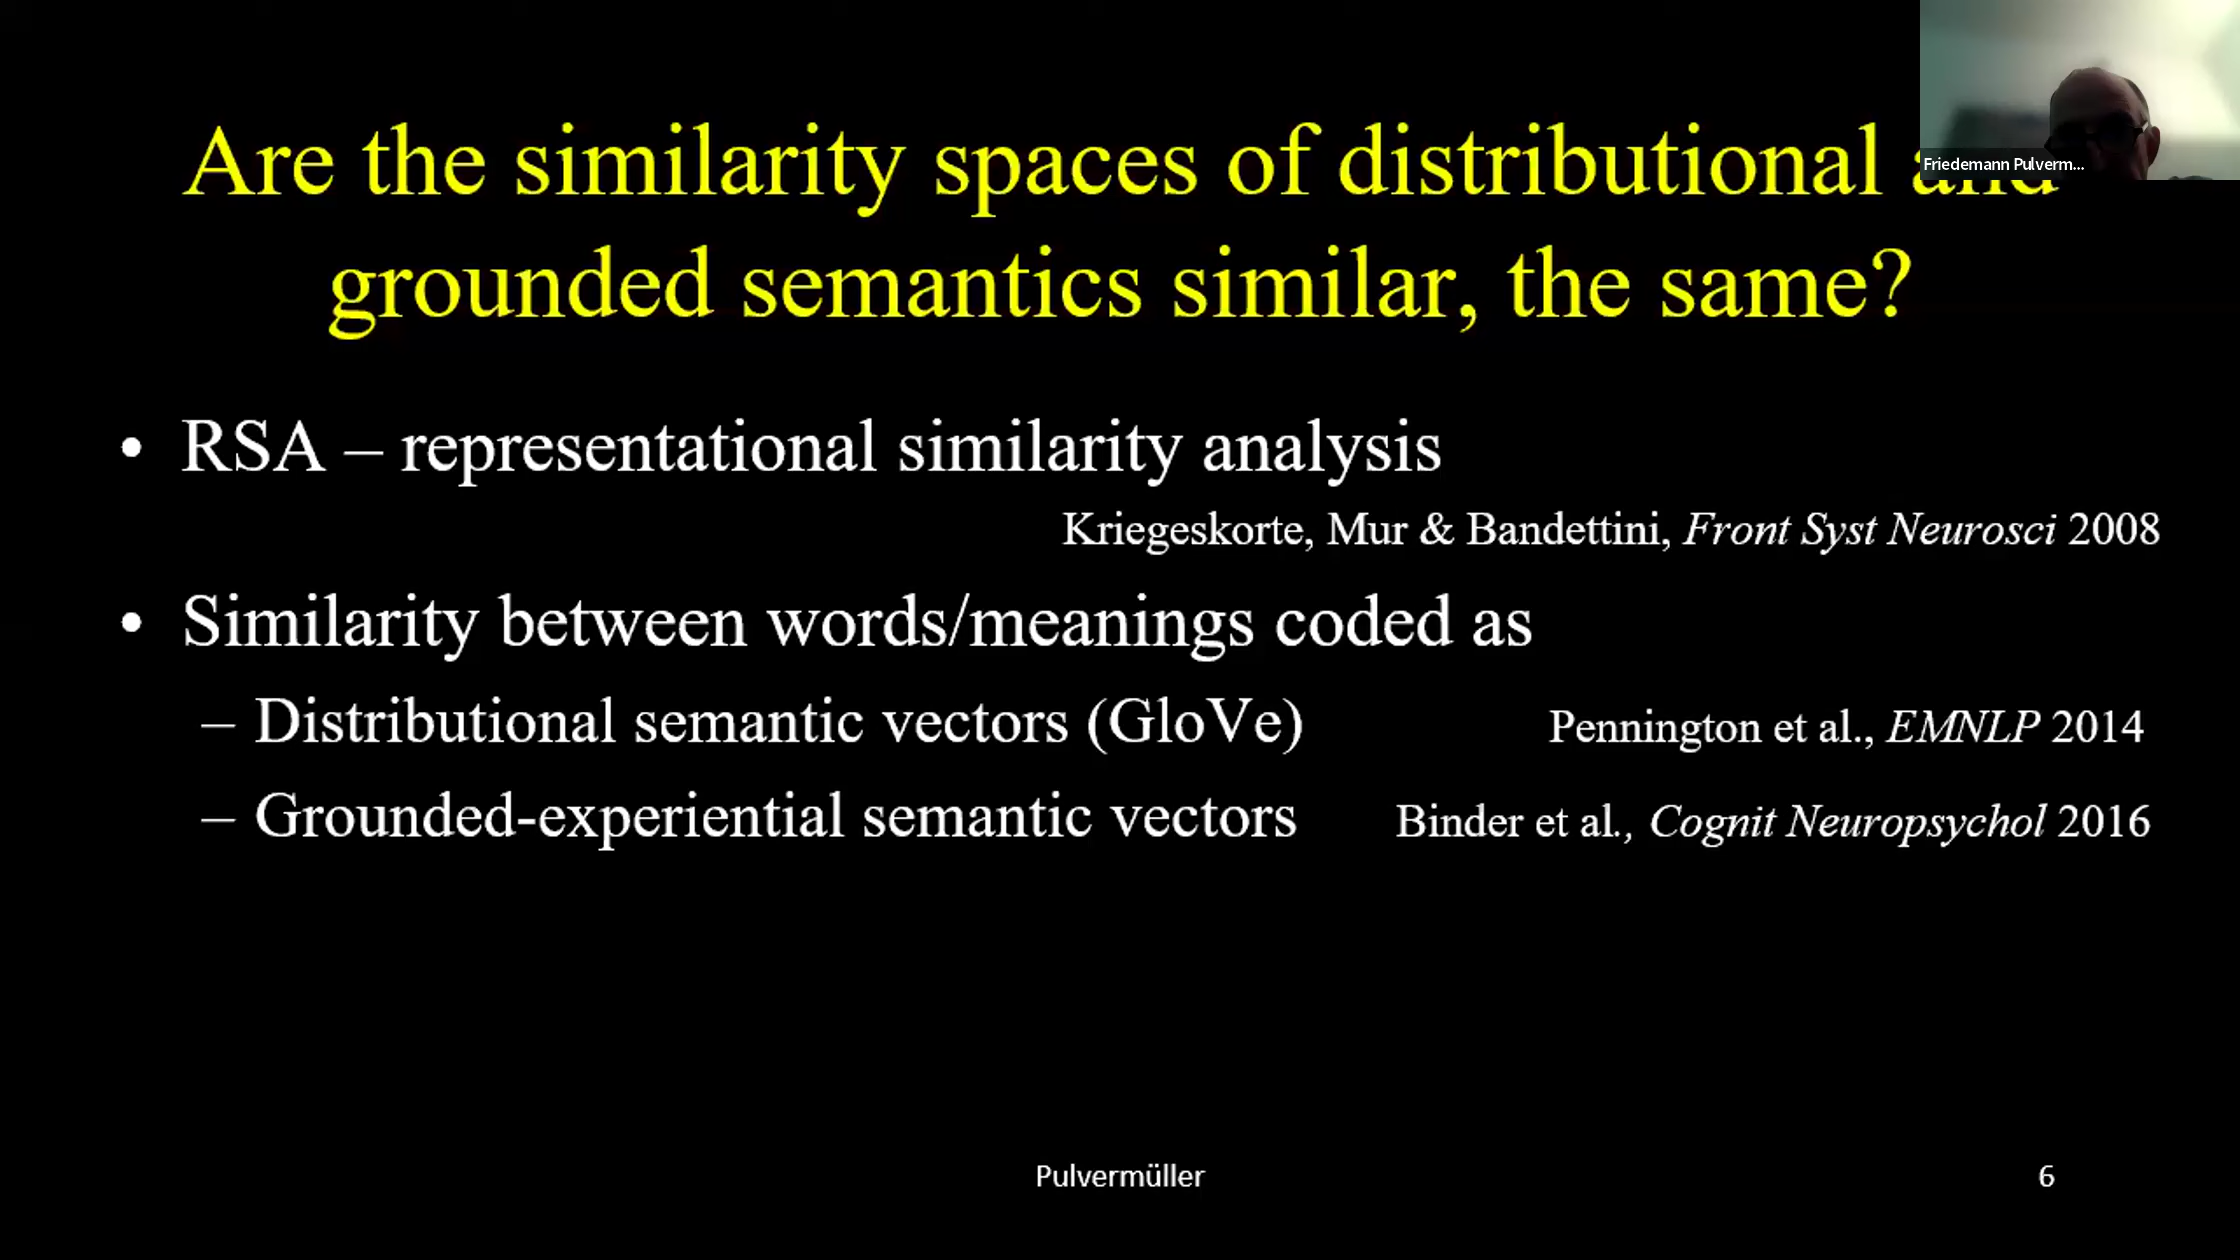 Are the similarity spaces of distributional and
Friedemann Pulverm...
grounded semantics similar, the same?
• RSA – representational similarity analysis
Kriegeskorte, Mur & Bandettini, Front Syst Neurosci 2008
• Similarity between words/meanings coded as
– Distributional semantic vectors (GloVe) Pennington et al., EMNLP 2014
– Grounded-experiential semantic vectors Binder et al., Cognit Neuropsychol 2016
Pulvermüller 6